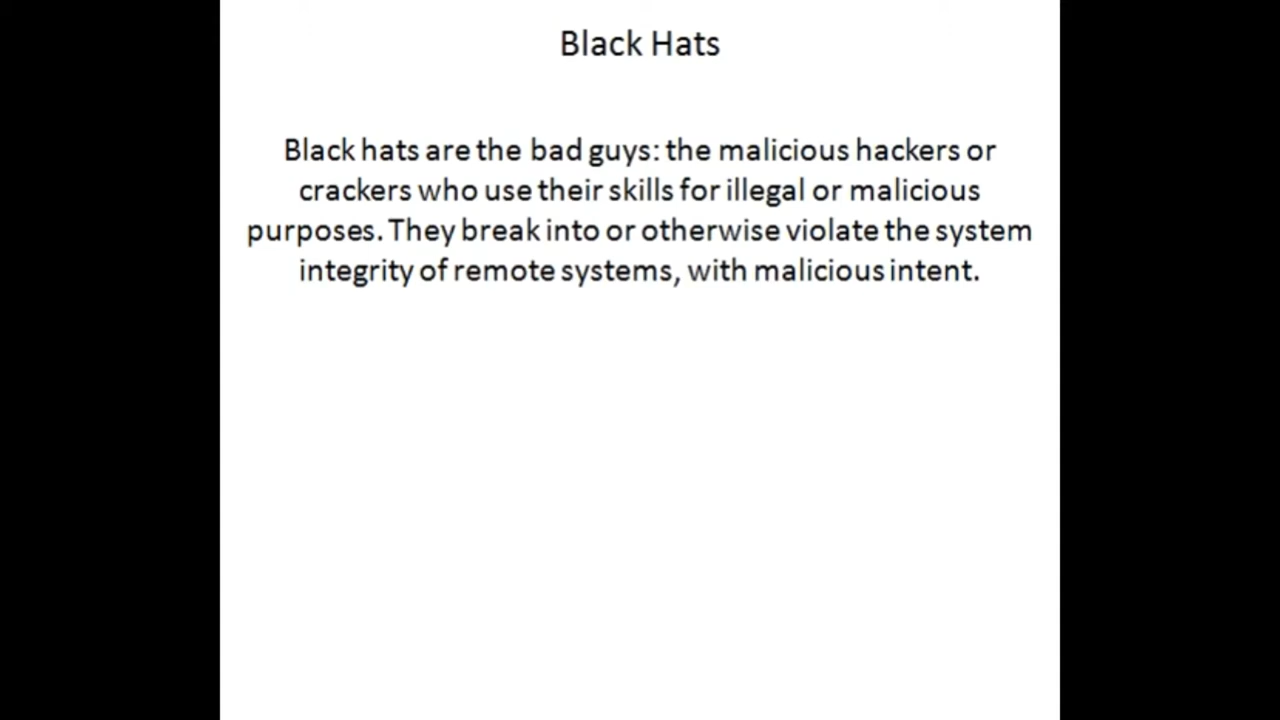 Black Hats
Black hats are the bad guys: the malicious hackers or
crackers who use their skills for illegal or malicious
purposes. They break into or otherwise violate the system
integrity of remote systems, with malicious intent.